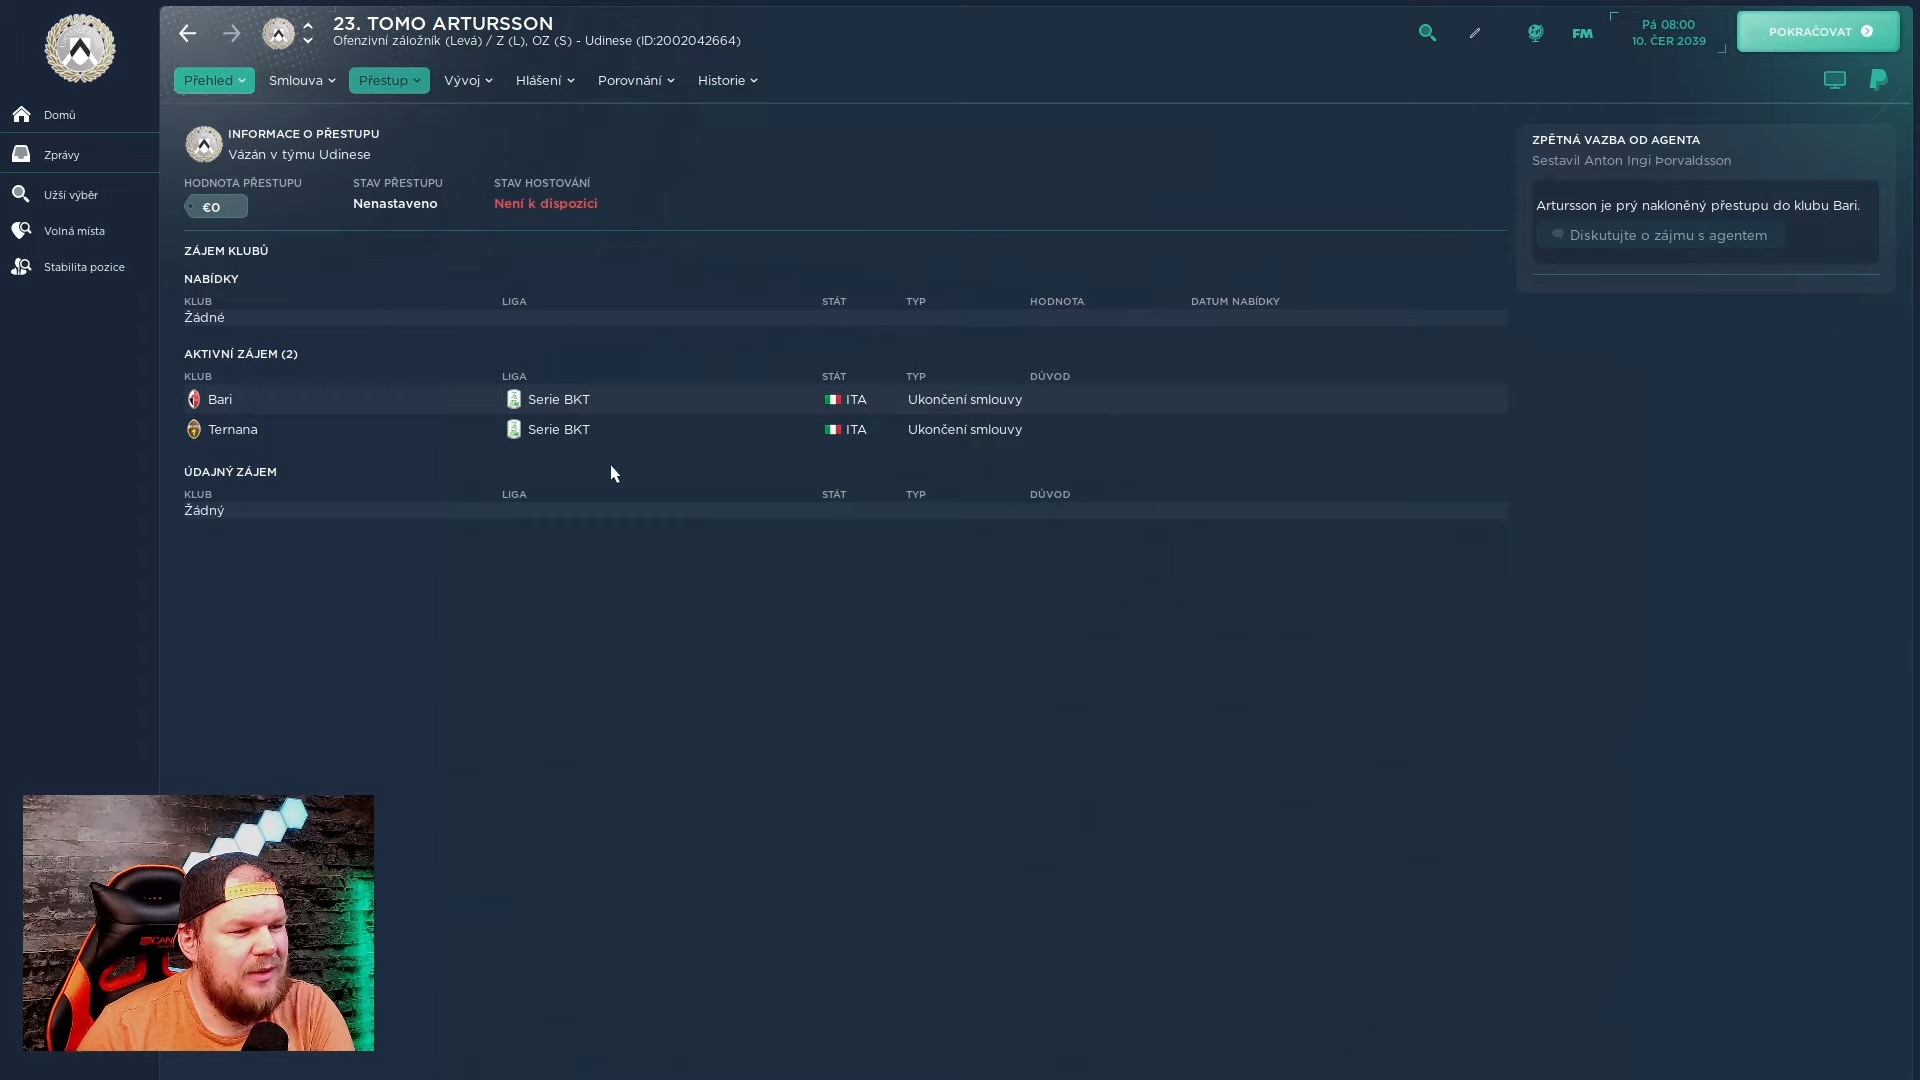 23. TOMO ARTURSSON
Ofenzivní záložník (Levá) / Z (L), OZ (S) - Udinese (ID:2002042664)
FM
Pá 08:00
10. ČER 2039
POKRAČOVAT
Přehled
Smlouva
Přestup
Vývoj
Hlášení
Porovnání
Historie
Domů
Zprávy
Užší výběr
Volná místa
Stabilita pozice
INFORMACE O PŘESTUPU
Vázán v týmu Udinese
HODNOTA PŘESTUPU STAV PŘESTUPU STAV HOSTOVÁNÍ
€0 Nenastaveno Není k dispozici
ZÁJEM KLUBŮ
NABÍDKY
KLUB LIGA STÁT TYP HODNOTA DATUM NABÍDKY
Žádné
AKTIVNÍ ZÁJEM (2)
KLUB LIGA STÁT TYP DŮVOD
Bari Serie BKT ITA Ukončení smlouvy
Ternana Serie BKT ITA Ukončení smlouvy
ÚDAJNÝ ZÁJEM
KLUB LIGA STÁT TYP DŮVOD
Žádný
ZPĚTNÁ VAZBA OD AGENTA
Sestavil Anton Ingi Þorvaldsson
Artursson je prý nakloněný přestupu do klubu Bari.
Diskutujte o zájmu s agentem